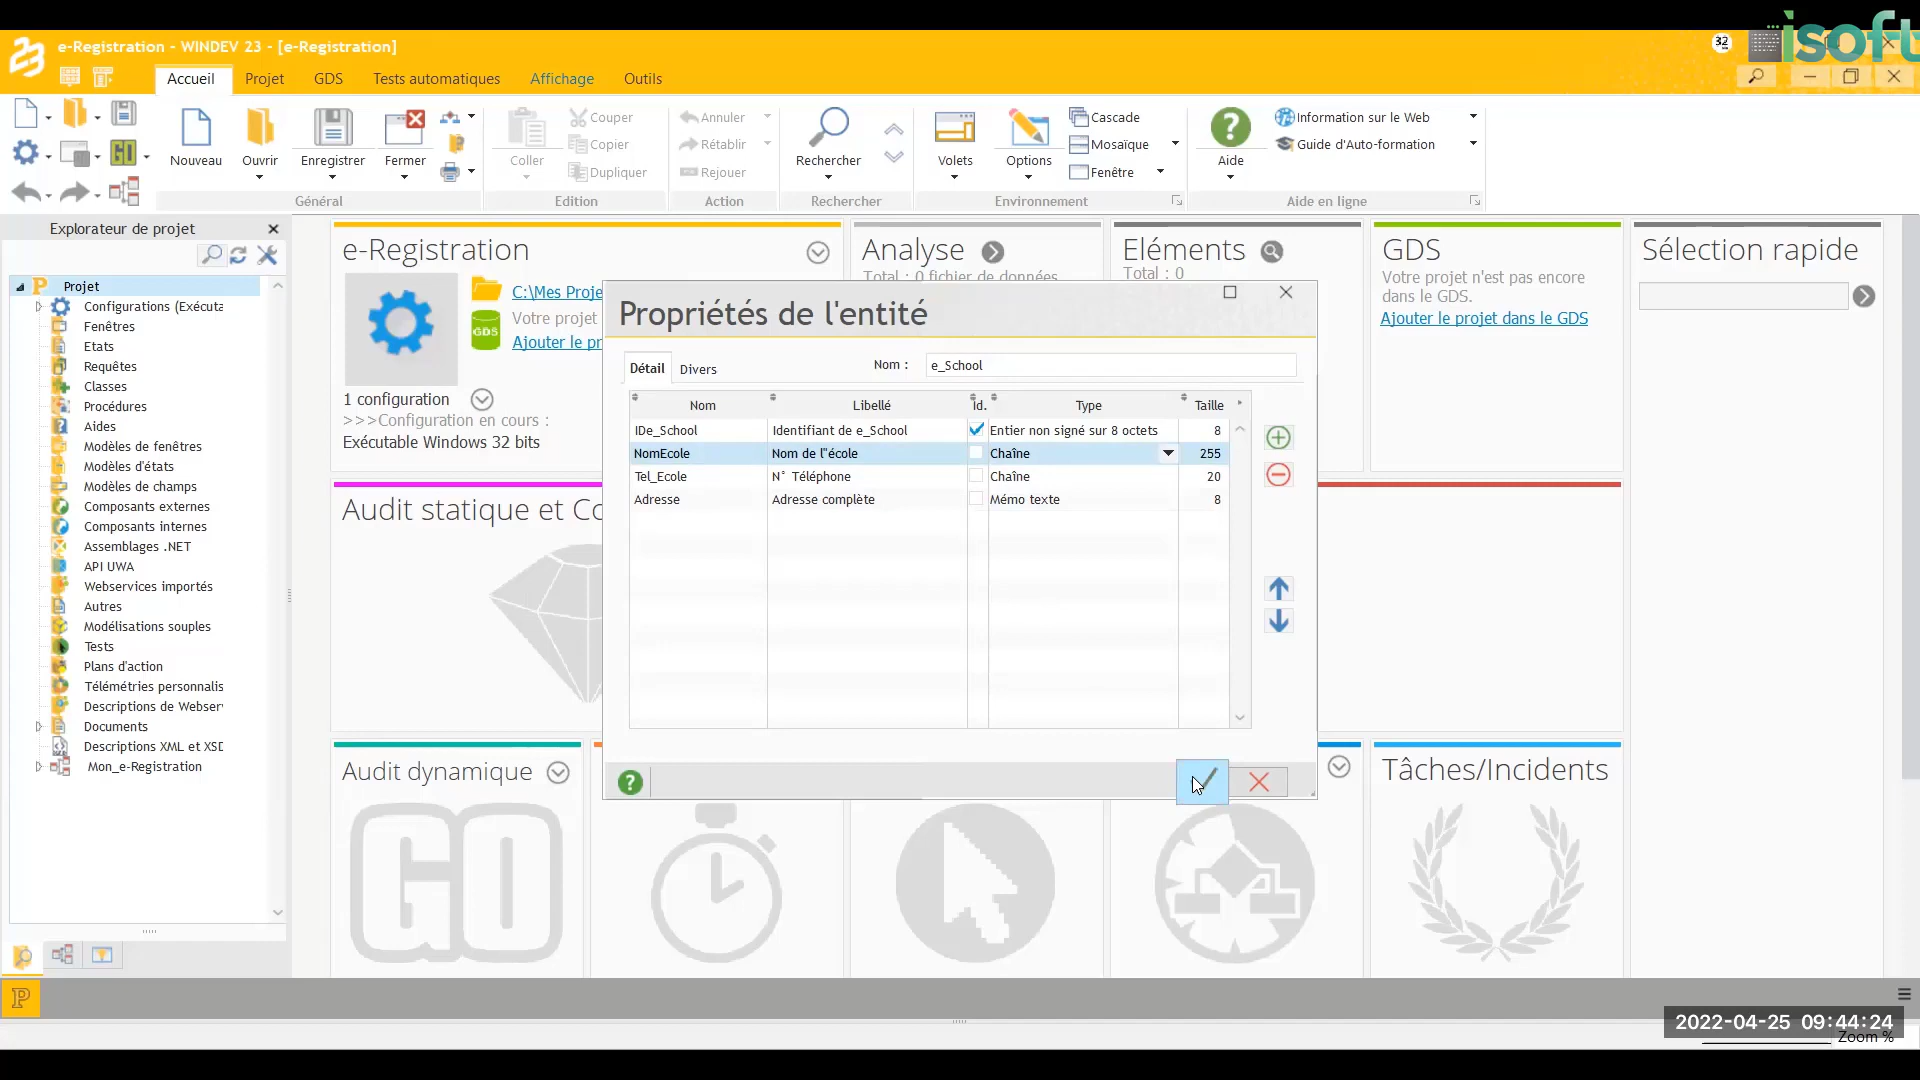 isoft
e-Registration - WINDEV 23 - [e-Registration]
32
Accueil Projet GDS Tests automatiques Affichage Outils
Nouveau Ouvrir Enregistrer Fermer
Général
Coller Couper
Copier
Dupliquer
Edition
Annuler
Rétablir
Rejouer
Action
Rechercher
Rechercher
Volets Options Cascade
Mosaïque
Fenêtre
Environnement
Aide Information sur le Web
Guide d'Auto-formation
Aide en ligne
Explorateur de projet
Projet
Configurations (Exécuta
Fenêtres
Etats
Requêtes
Classes
Procédures
Aides
Modèles de fenêtres
Modèles d'états
Modèles de champs
Composants externes
Composants internes
Assemblages .NET
API UWA
Webservices importés
Autres
Modélisations souples
Tests
Plans d'action
Télémétries personnalis
Descriptions de Webser
Documents
Descriptions XML et XSD
Mon_e-Registration
e-Registration
C:\Mes Proje
GDS
Votre projet
Ajouter le pr
1 configuration
>>>Configuration en cours :
Exécutable Windows 32 bits
Analyse
Total : 0 fichier de données
Eléments
Total : 0
GDS
Votre projet n'est pas encore
dans le GDS.
Ajouter le projet dans le GDS
Sélection rapide
Audit statique et Co
Audit dynamique
GO
Tâches/Incidents
Propriétés de l'entité
Détail Divers Nom : e_School
Nom Libellé Id. Type Taille
IDe_School Identifiant de e_School Entier non signé sur 8 octets 8
NomEcole Nom de l''école Chaîne 255
Tel_Ecole N° Téléphone Chaîne 20
Adresse Adresse complète Mémo texte 8
2022-04-25 09:44:24
Zoom %